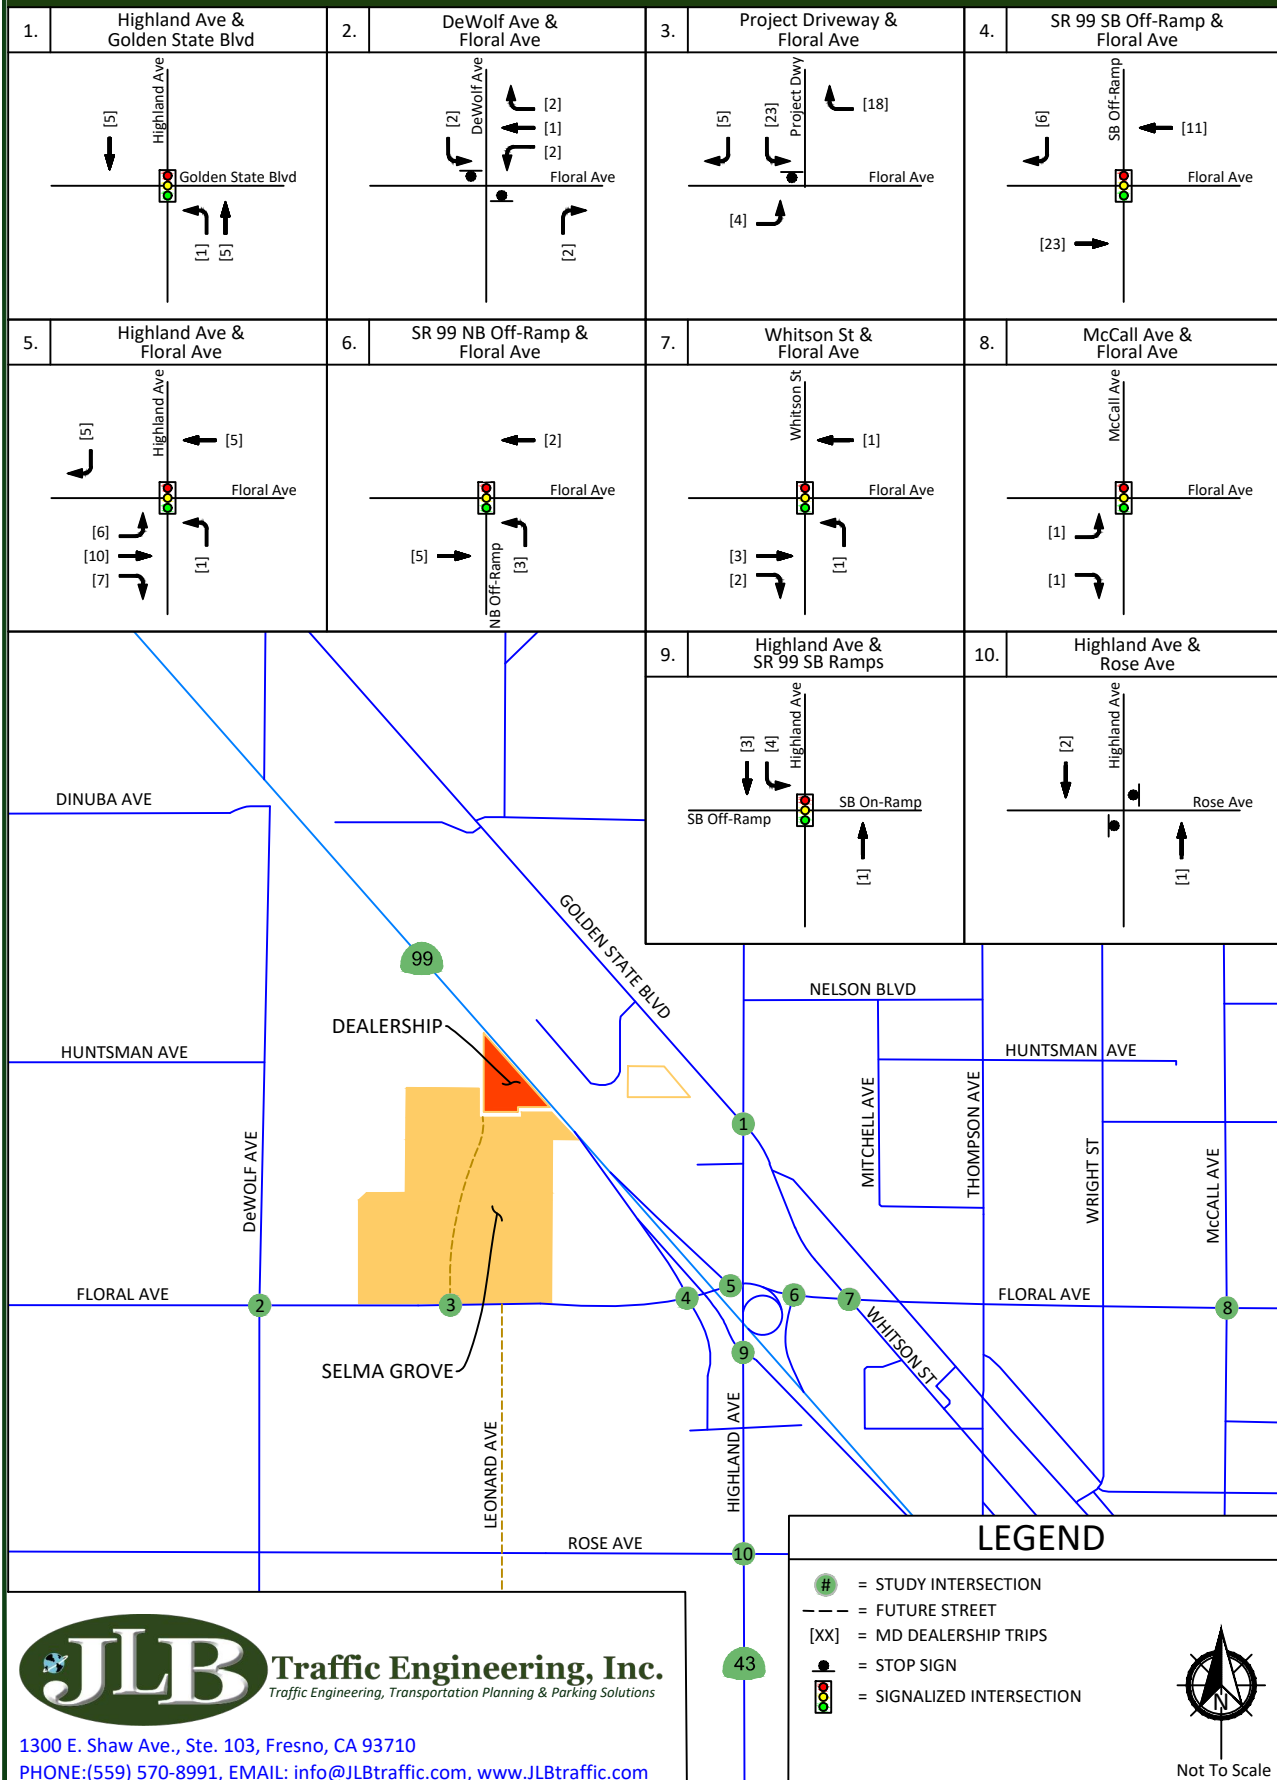 1.
Highland Ave &
Golden State Blvd
Highland Ave
[5]
Golden State Blvd
[1]
[5]
2.
DeWolf Ave &
Floral Ave
DeWolf Ave
[2]
[2]
[1]
[2]
Floral Ave
[2]
3.
Project Driveway &
Floral Ave
Project Dwy
[5]
[23]
[18]
Floral Ave
[4]
4.
SR 99 SB Off-Ramp &
Floral Ave
SB Off-Ramp
[6]
[11]
Floral Ave
[23]
5.
Highland Ave &
Floral Ave
Highland Ave
[5]
[5]
Floral Ave
[6]
[10]
[7]
[1]
6.
SR 99 NB Off-Ramp &
Floral Ave
[2]
Floral Ave
[5]
[3]
NB Off-Ramp
7.
Whitson St &
Floral Ave
Whitson St
[1]
Floral Ave
[3]
[2]
[1]
8.
McCall Ave &
Floral Ave
McCall Ave
Floral Ave
[1]
[1]
9.
Highland Ave &
SR 99 SB Ramps
Highland Ave
[3]
[4]
SB On-Ramp
SB Off-Ramp
[1]
10.
Highland Ave &
Rose Ave
Highland Ave
[2]
Rose Ave
[1]
DINUBA AVE
GOLDEN STATE BLVD
99
NELSON BLVD
DEALERSHIP
HUNTSMAN AVE
HUNTSMAN AVE
MITCHELL AVE
THOMPSON AVE
WRIGHT ST
McCALL AVE
DeWOLF AVE
1
FLORAL AVE
FLORAL AVE
2
3
4
5
6
7
8
9
WHITSON ST
SELMA GROVE
LEONARD AVE
HIGHLAND AVE
ROSE AVE
10
43
LEGEND
# = STUDY INTERSECTION
= FUTURE STREET
[XX] = MD DEALERSHIP TRIPS
= STOP SIGN
= SIGNALIZED INTERSECTION
N
Not To Scale
JLB Traffic Engineering, Inc.
Traffic Engineering, Transportation Planning & Parking Solutions
1300 E. Shaw Ave., Ste. 103, Fresno, CA 93710
PHONE:(559) 570-8991, EMAIL: info@JLBtraffic.com, www.JLBtraffic.com